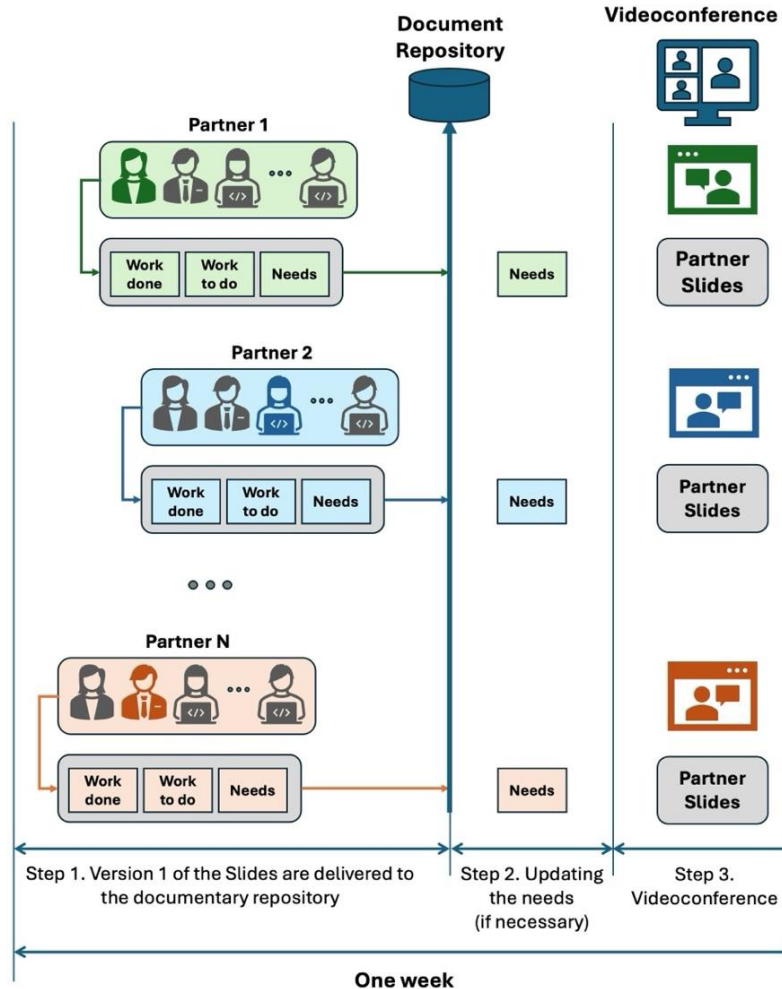 Document
Repository
Videoconference
Partner 1
</>
</>
Work
done
Work
to do
Needs
Needs
Partner
Slides
Partner 2
</>
</>
Work
done
Work
to do
Needs
Needs
Partner
Slides
Partner N
</>
</>
Work
done
Work
to do
Needs
Needs
Partner
Slides
Step 1. Version 1 of the Slides are delivered to
the documentary repository
Step 2. Updating
the needs
(if necessary)
Step 3.
Videoconference
One week